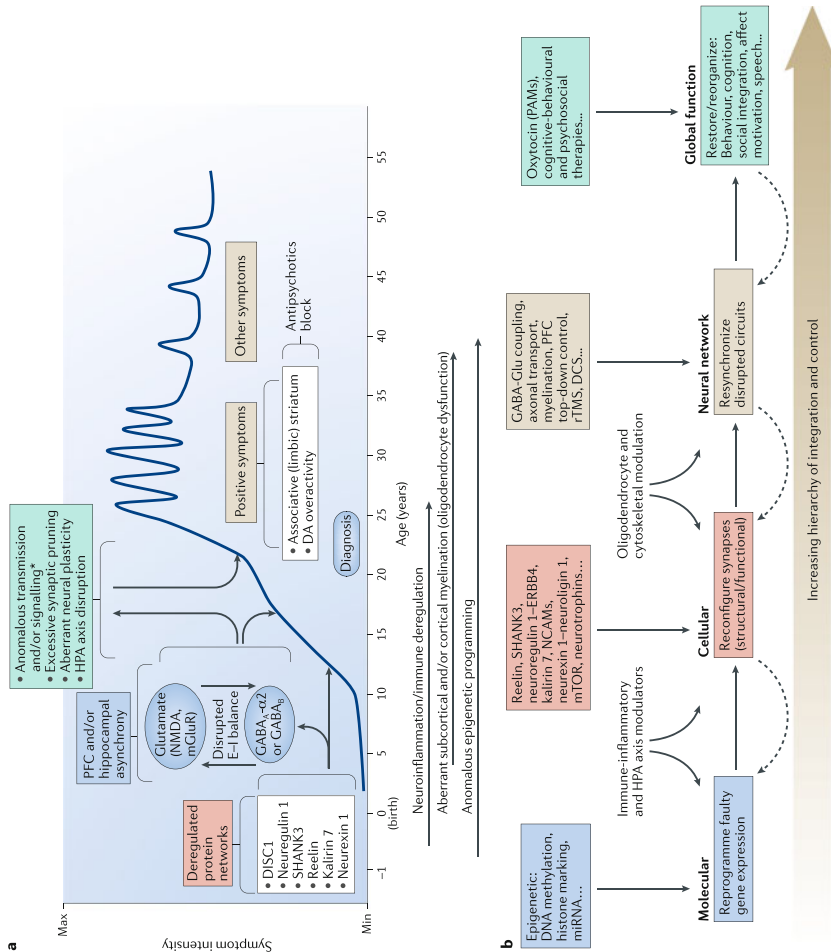 a
Max
Symptom intensity
Min
• Anomalous transmission
and/or signalling*
• Excessive synaptic pruning
• Aberrant neural plasticity
• HPA axis disruption
PFC and/or
hippocampal
asynchrony
Glutamate
(NMDA,
mGluR)
Disrupted
E–I balance
GABAA-α2
or GABAB
Deregulated
protein
networks
• DISC1
• Neuregulin 1
• SHANK3
• Reelin
• Kalirin 7
• Neurexin 1
Positive symptoms
Other symptoms
• Associative (limbic) striatum
• DA overactivity
Antipsychotics
block
Diagnosis
–1 0 5 10 15 20 25 30 35 40 45 50 55
(birth)
Age (years)
Neuroinflammation/immune deregulation
Aberrant subcortical and/or cortical myelination (oligodendrocyte dysfunction)
Anomalous epigenetic programming
b
Epigenetic:
DNA methylation,
histone marking,
miRNA…
Reelin, SHANK3,
neuroregulin 1–ERBB4,
kalirin 7, NCAMs,
neurexin 1–neuroligin 1,
mTOR, neurotrophins…
GABA-Glu coupling,
axonal transport,
myelination, PFC
top-down control,
rTMS, DCS…
Oxytocin (PAMs),
cognitive-behavioural
and psychosocial
therapies…
Immune-inflammatory
and HPA axis modulators
Oligodendrocyte and
cytoskeletal modulation
Molecular
Reprogramme faulty
gene expression
Cellular
Reconfigure synapses
(structural/functional)
Neural network
Resynchronize
disrupted circuits
Global function
Restore/reorganize:
Behaviour, cognition,
social integration, affect
motivation, speech…
Increasing hierarchy of integration and control